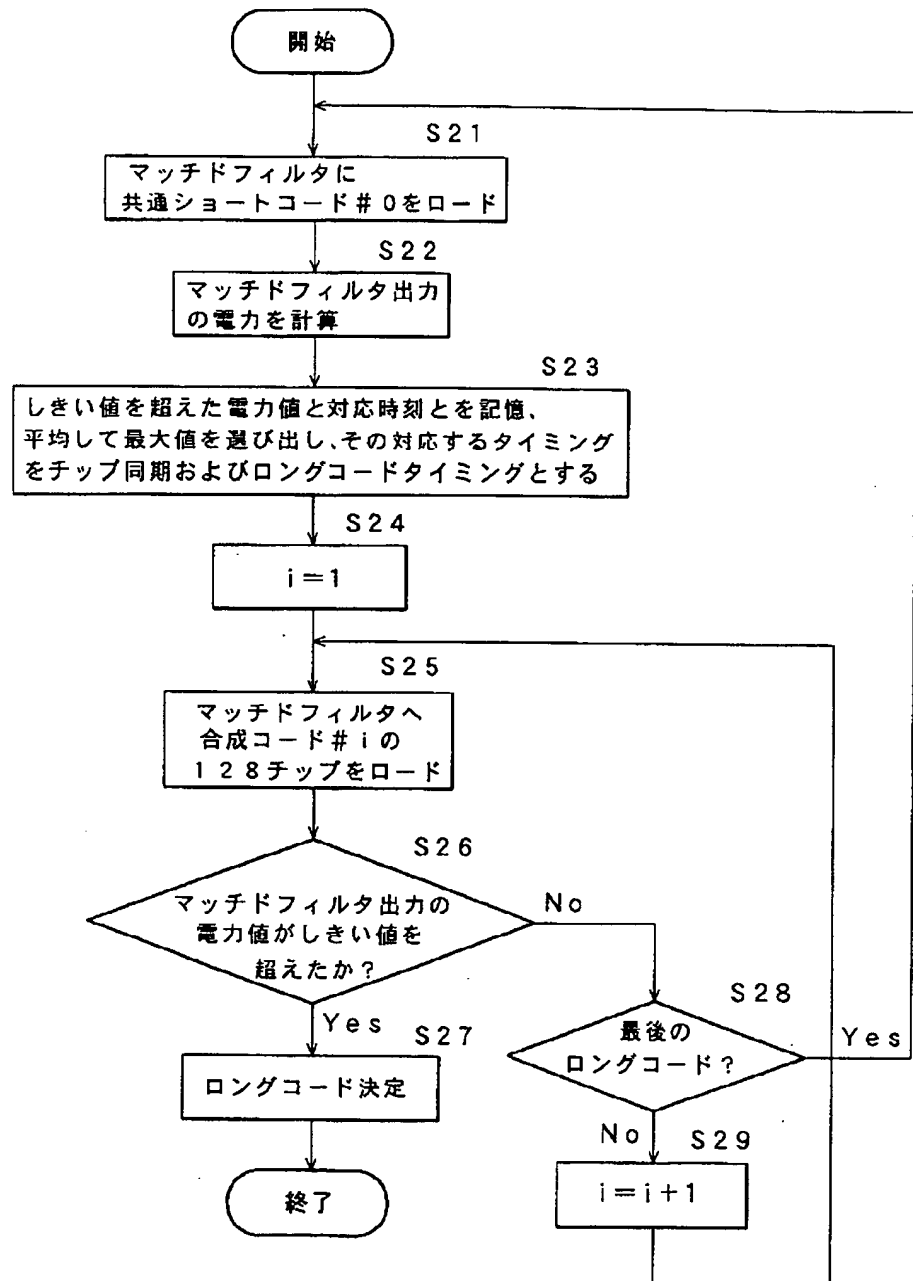 開始
S21
マッチドフィルタに
共通ショートコード#0をロード
S22
マッチドフィルタ出力
の電力を計算
S23
しきい値を超えた電力値と対応時刻とを記憶、
平均して最大値を選び出し、その対応するタイミング
をチップ同期およびロングコードタイミングとする
S24
i=1
S25
マッチドフィルタへ
合成コード#iの
128チップをロード
S26
マッチドフィルタ出力の
電力値がしきい値を
超えたか?
No
Yes
S27
ロングコード決定
終了
S28
最後の
ロングコード?
Yes
No
S29
i=i+1